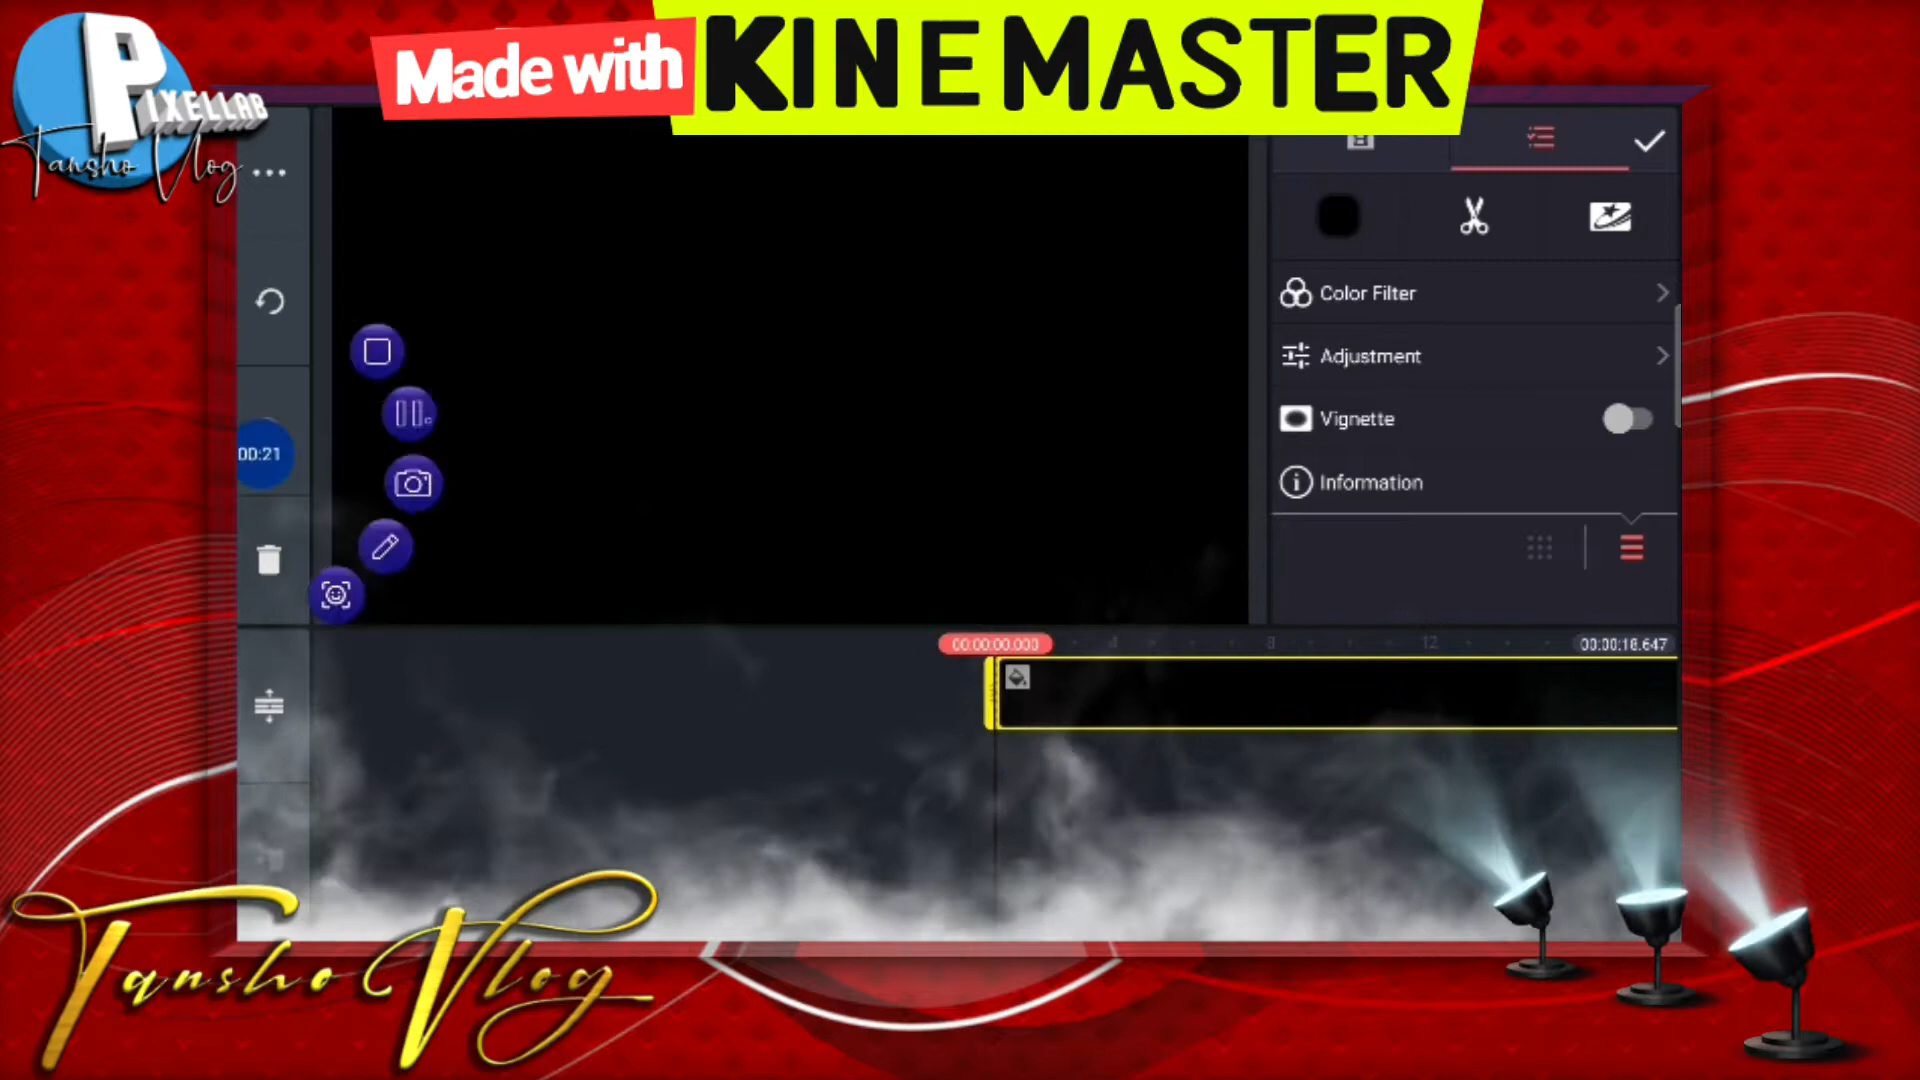 Made with KINEMASTER
PIXELLAB
Tansho Vlog
Color Filter
Adjustment
Vignette
00:21
Information
00:00:00.000
4
8
12
00:00:18.647
Tansho Vlog